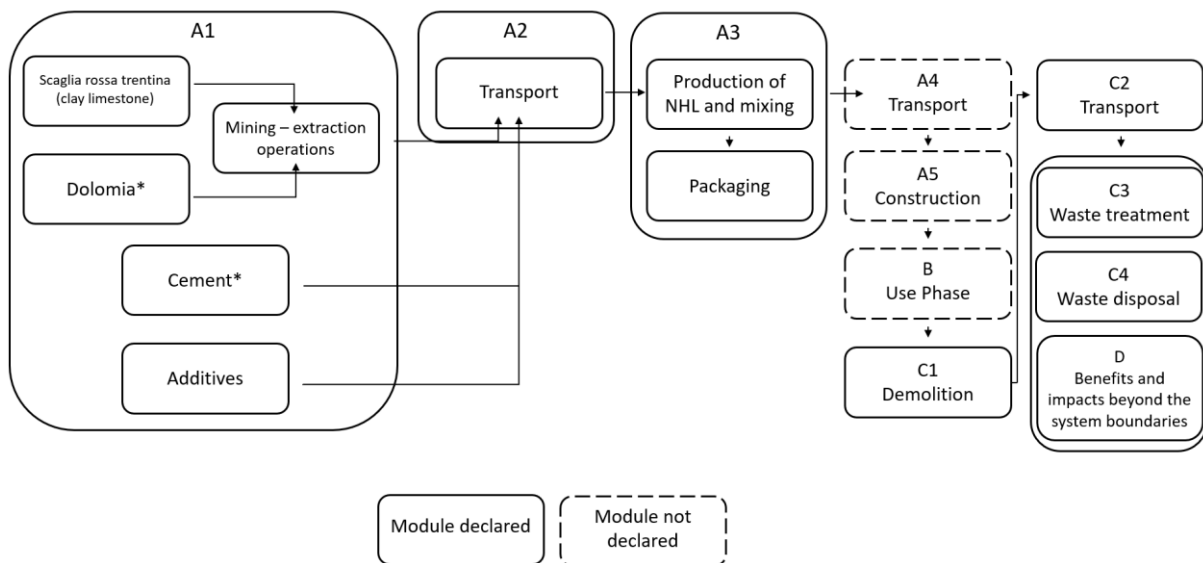 A1
Scaglia rossa trentina
(clay limestone)
Mining – extraction
operations
Dolomia*
Cement*
Additives
A2
Transport
A3
Production of
NHL and mixing
Packaging
A4
Transport
A5
Construction
B
Use Phase
C1
Demolition
C2
Transport
C3
Waste treatment
C4
Waste disposal
D
Benefits and
impacts beyond the
system boundaries
Module declared
Module not
declared